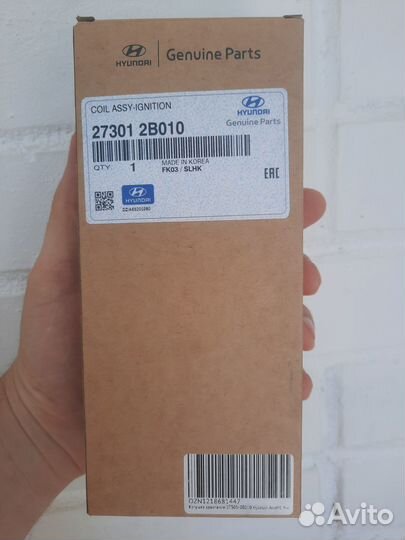 HYUNDAI | Genuine Parts
COIL ASSY-IGNITION
27301 2B010
HYUNDAI
Genuine Parts
QTY 1
MADE IN KOREA
FK03 / SLHK
EAC
HYUNDAI
OZN1218681447
Avito